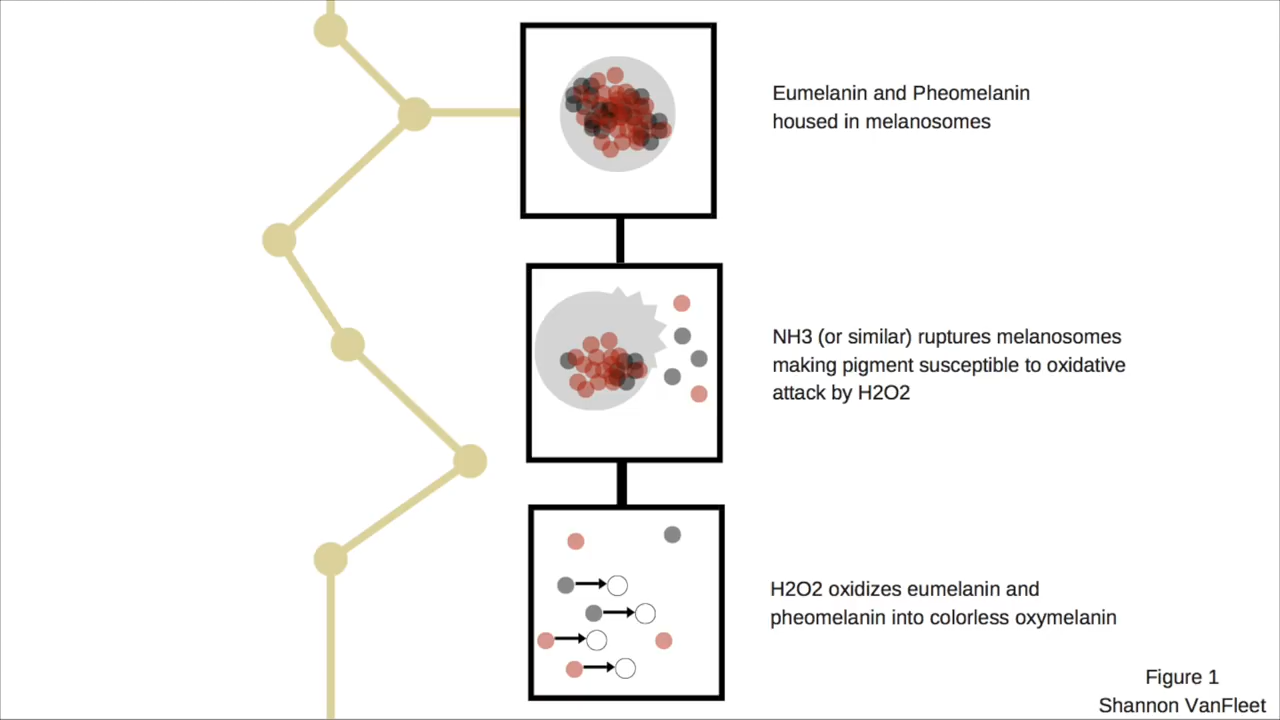 Eumelanin and Pheomelanin
housed in melanosomes
NH3 (or similar) ruptures melanosomes
making pigment susceptible to oxidative
attack by H2O2
H2O2 oxidizes eumelanin and
pheomelanin into colorless oxymelanin
Figure 1
Shannon VanFleet